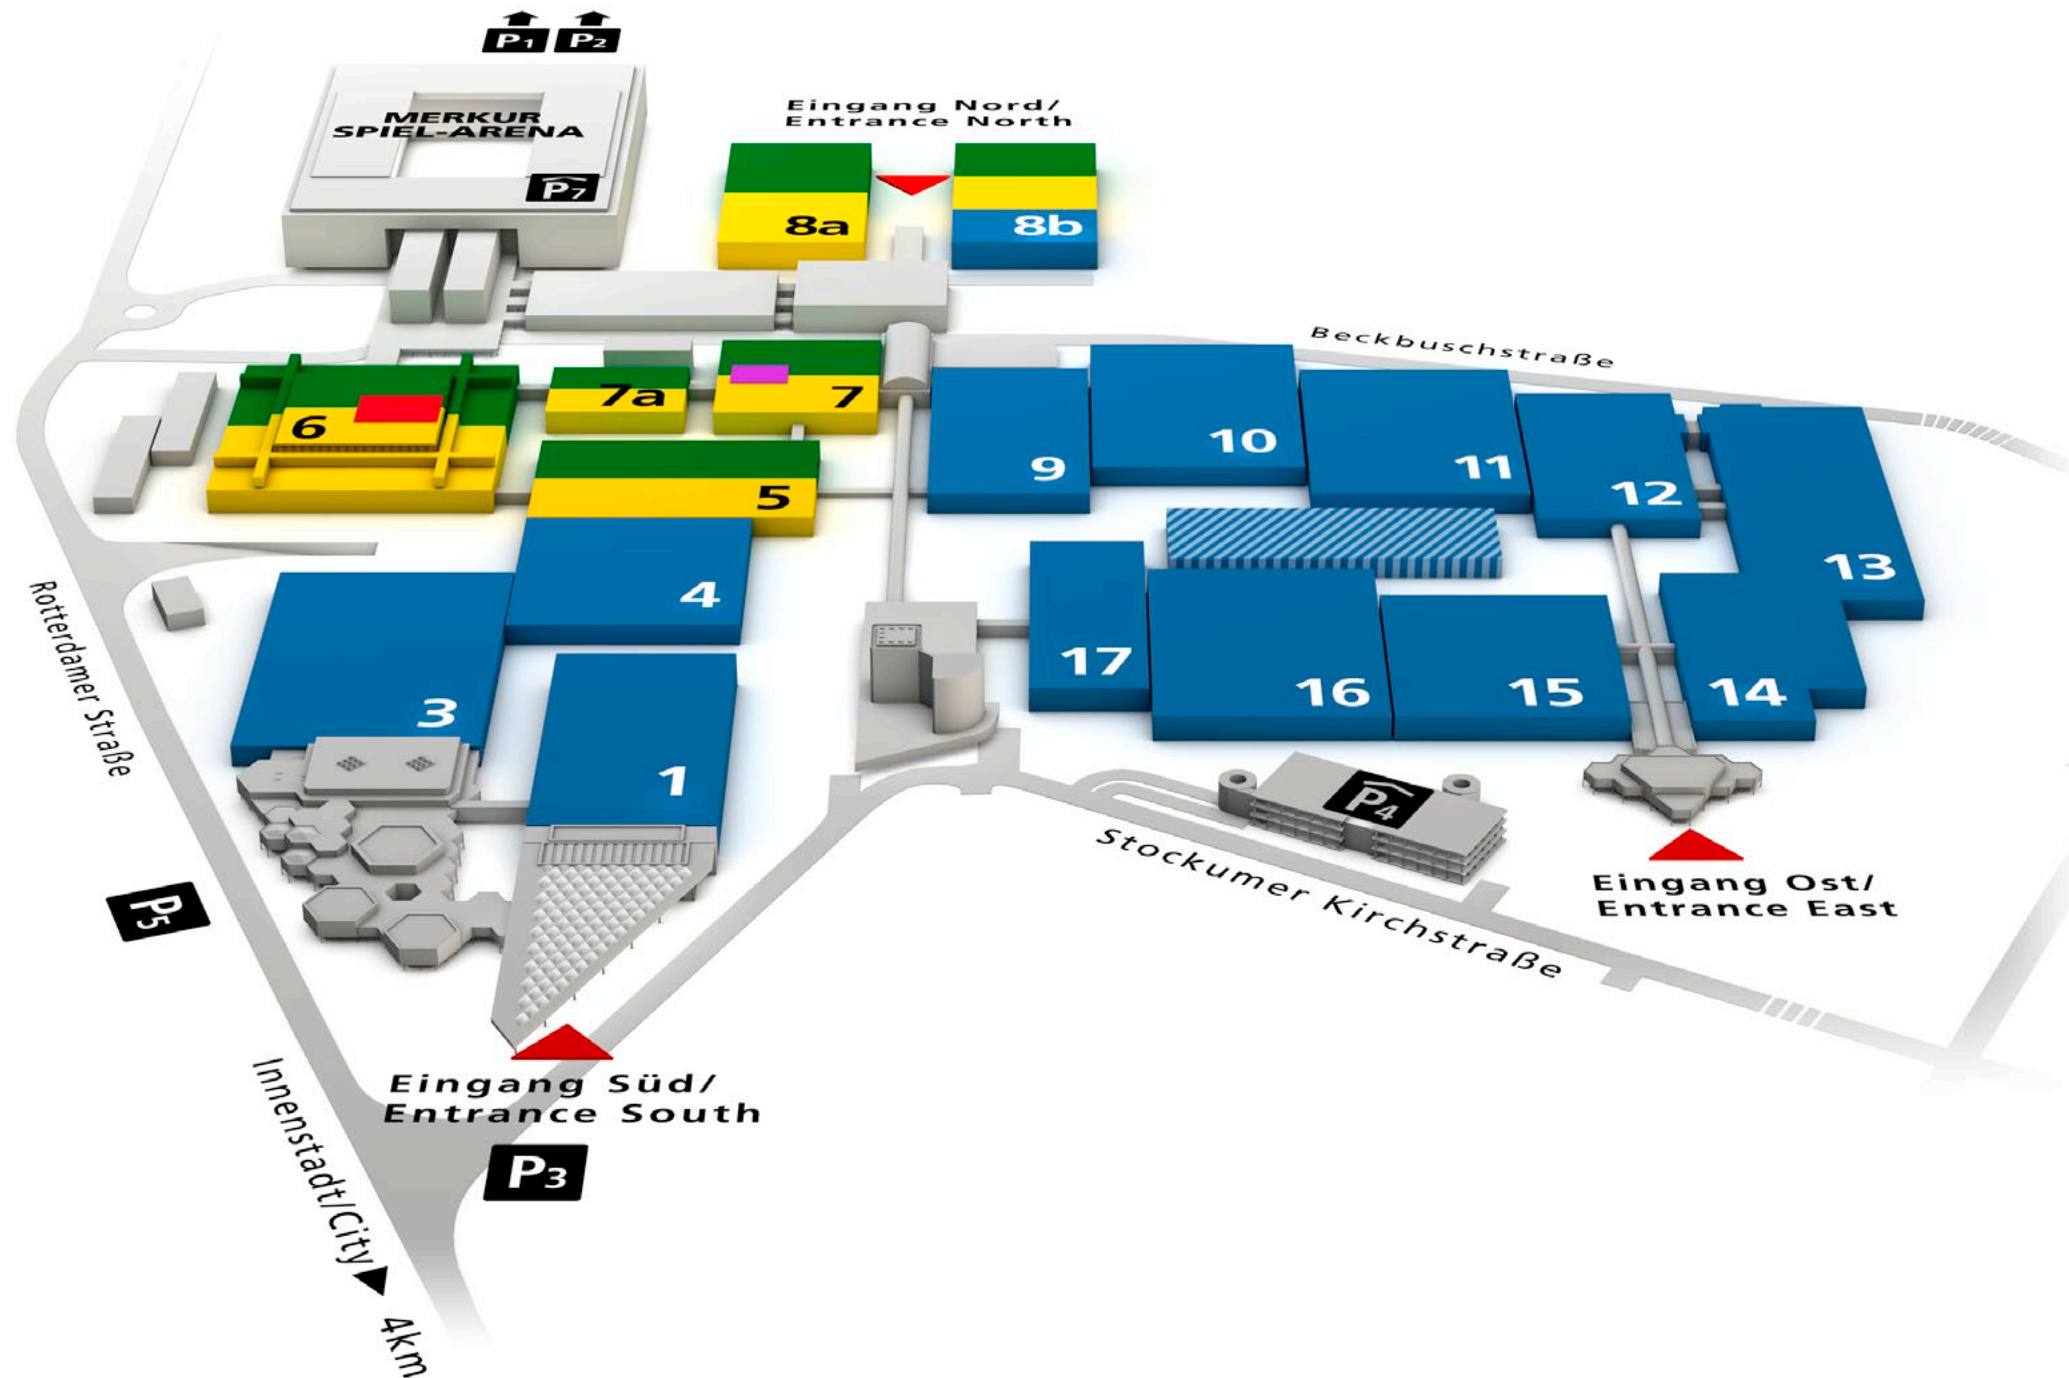 P1 P2
MERKUR
SPIEL-ARENA
P7
Eingang Nord/
Entrance North
8a
8b
Beckbuschstraße
6
7a
7
5
9
10
11
12
13
4
3
1
17
16
15
14
Rotterdamer Straße
P5
P4
Stockumer Kirchstraße
Eingang Ost/
Entrance East
Eingang Süd/
Entrance South
P3
Innenstadt/City
4km